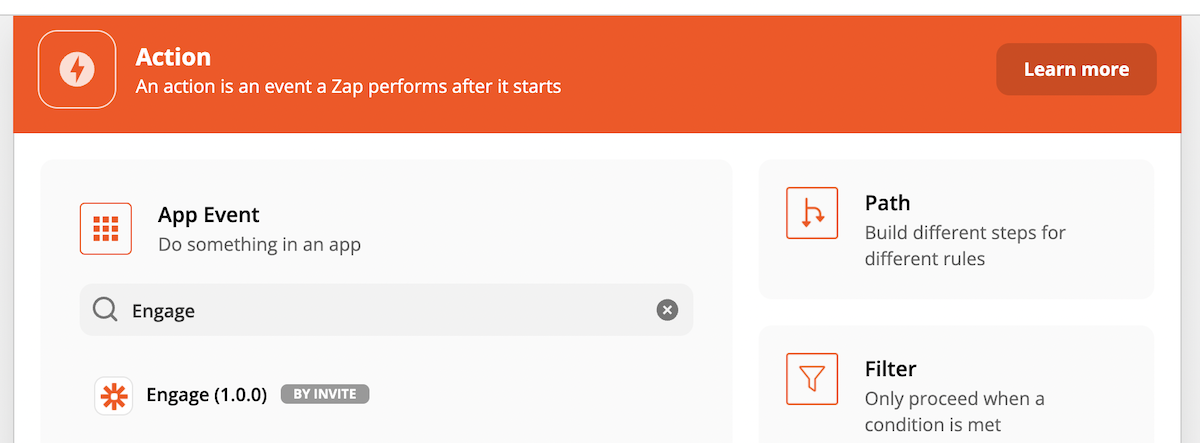 Action
An action is an event a Zap performs after it starts
Learn more
App Event
Do something in an app
Engage
Engage (1.0.0) BY INVITE
Path
Build different steps for
different rules
Filter
Only proceed when a
condition is met